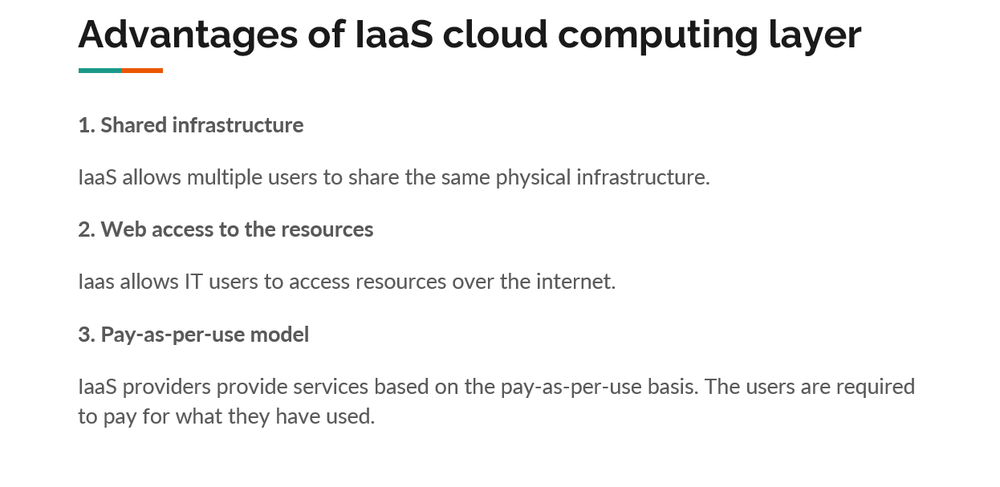 Advantages of IaaS cloud computing layer
1. Shared infrastructure
IaaS allows multiple users to share the same physical infrastructure.
2. Web access to the resources
Iaas allows IT users to access resources over the internet.
3. Pay-as-per-use model
IaaS providers provide services based on the pay-as-per-use basis. The users are required
to pay for what they have used.